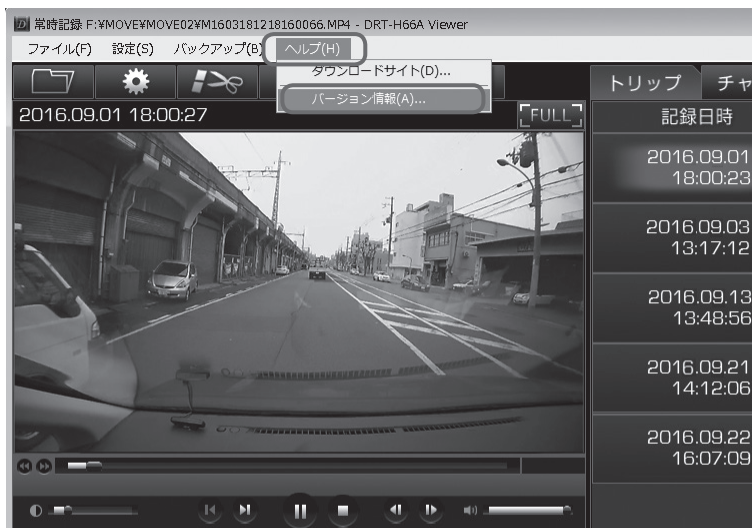 D 常時記録 F:¥MOVE¥MOVE02¥M1603181218160066.MP4 - DRT-H66A Viewer
ファイル(F) 設定(S) バックアップ(B) ヘルプ(H)
ダウンロードサイト(D)...
バージョン情報(A)...
2016.09.01 18:00:27
FULL
トリップ チャ
記録日時
2016.09.01
18:00:23
2016.09.03
13:17:12
2016.09.13
13:48:56
2016.09.21
14:12:06
2016.09.22
16:07:09